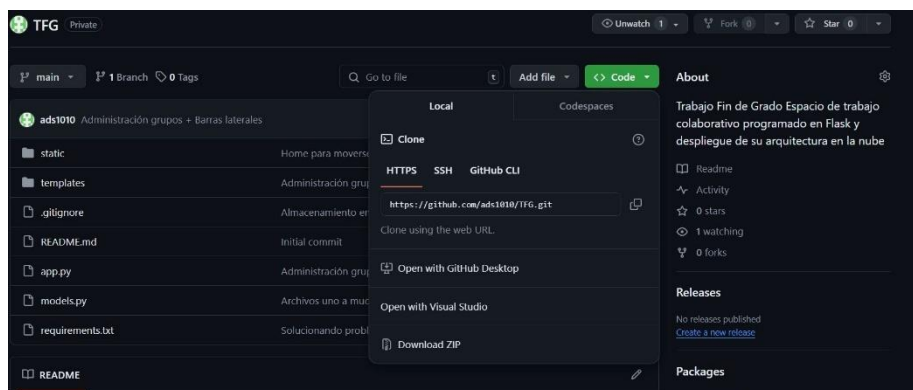 TFG Private
Unwatch 1
Fork 0
Star 0
main
1 Branch
0 Tags
Go to file
t
Add file
<> Code
ads1010 Administración grupos + Barras laterales
static
Home para moverse
templates
Administración grup
.gitignore
Almacenamiento en
README.md
Initial commit
app.py
Administración grup
models.py
Archivos uno a muc
requirements.txt
Solucionando probl
README
Local
Codespaces
Clone
HTTPS
SSH
GitHub CLI
https://github.com/ads1010/TFG.git
Clone using the web URL.
Open with GitHub Desktop
Open with Visual Studio
Download ZIP
About
Trabajo Fin de Grado Espacio de trabajo
colaborativo programado en Flask y
despliegue de su arquitectura en la nube
Readme
Activity
0 stars
1 watching
0 forks
Releases
No releases published
Create a new release
Packages